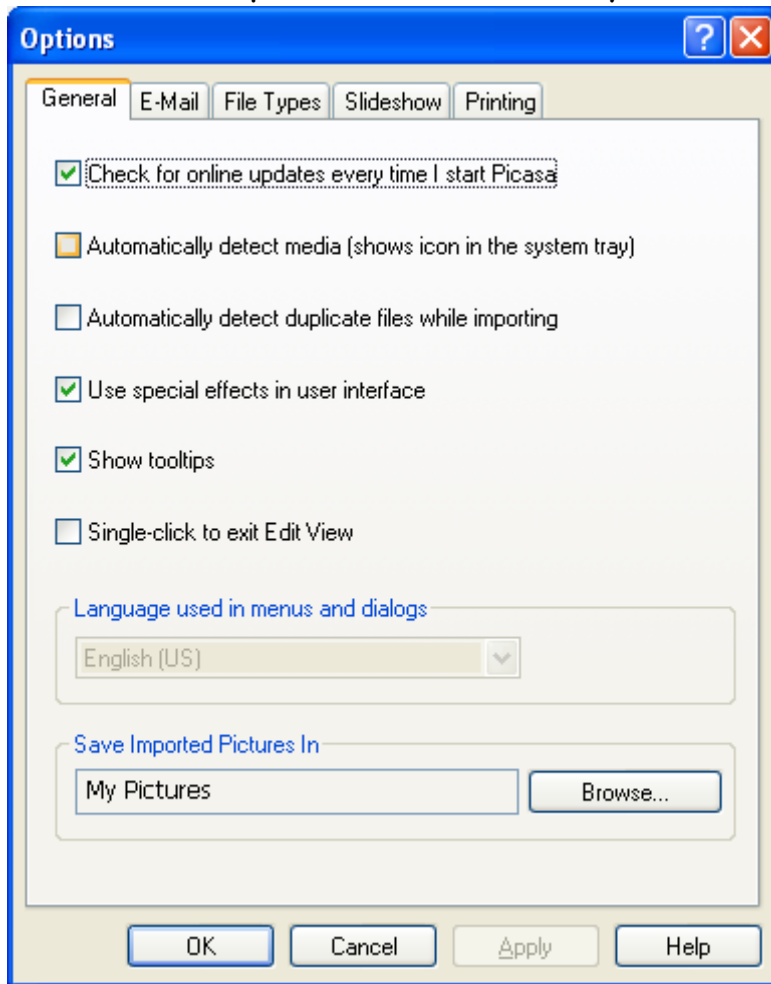 Options
General
E-Mail
File Types
Slideshow
Printing
Check for online updates every time I start Picasa
Automatically detect media (shows icon in the system tray)
Automatically detect duplicate files while importing
Use special effects in user interface
Show tooltips
Single-click to exit Edit View
Language used in menus and dialogs
English (US)
Save Imported Pictures In
My Pictures
Browse...
OK
Cancel
Apply
Help